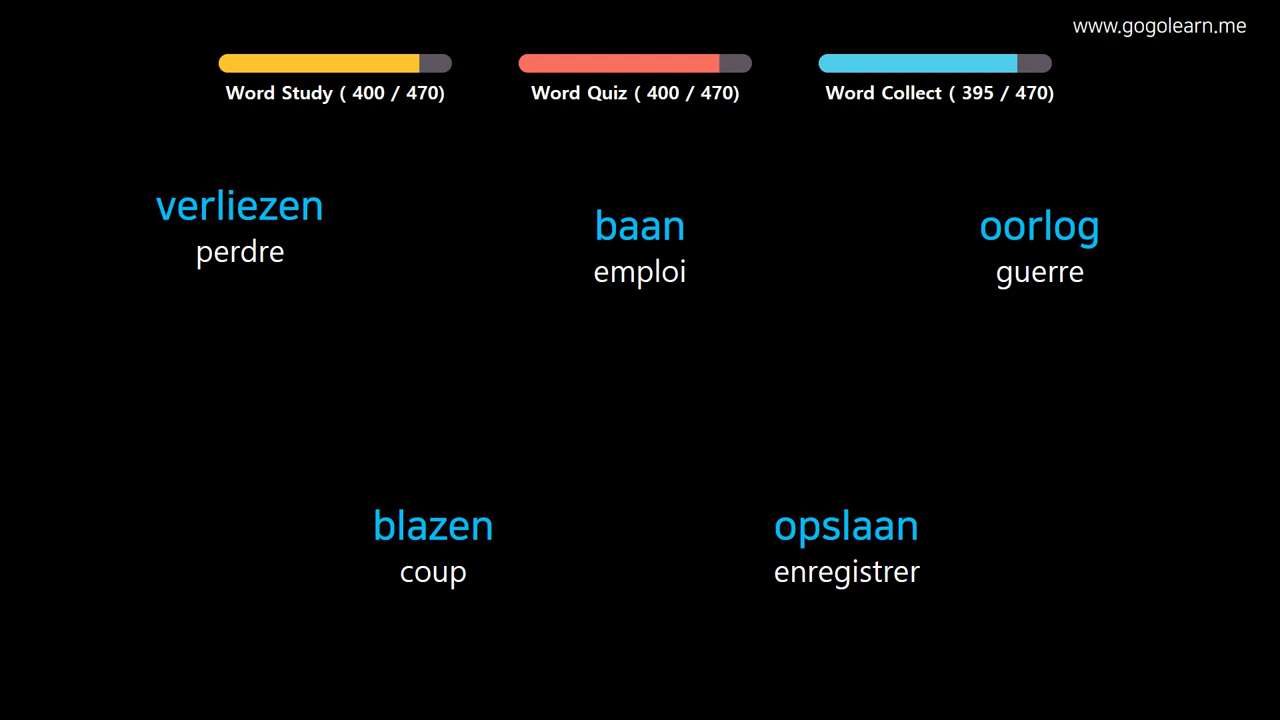 www.gogolearn.me
Word Study ( 400 / 470)
Word Quiz ( 400 / 470)
Word Collect ( 395 / 470)
verliezen
perdre
baan
emploi
oorlog
guerre
blazen
coup
opslaan
enregistrer